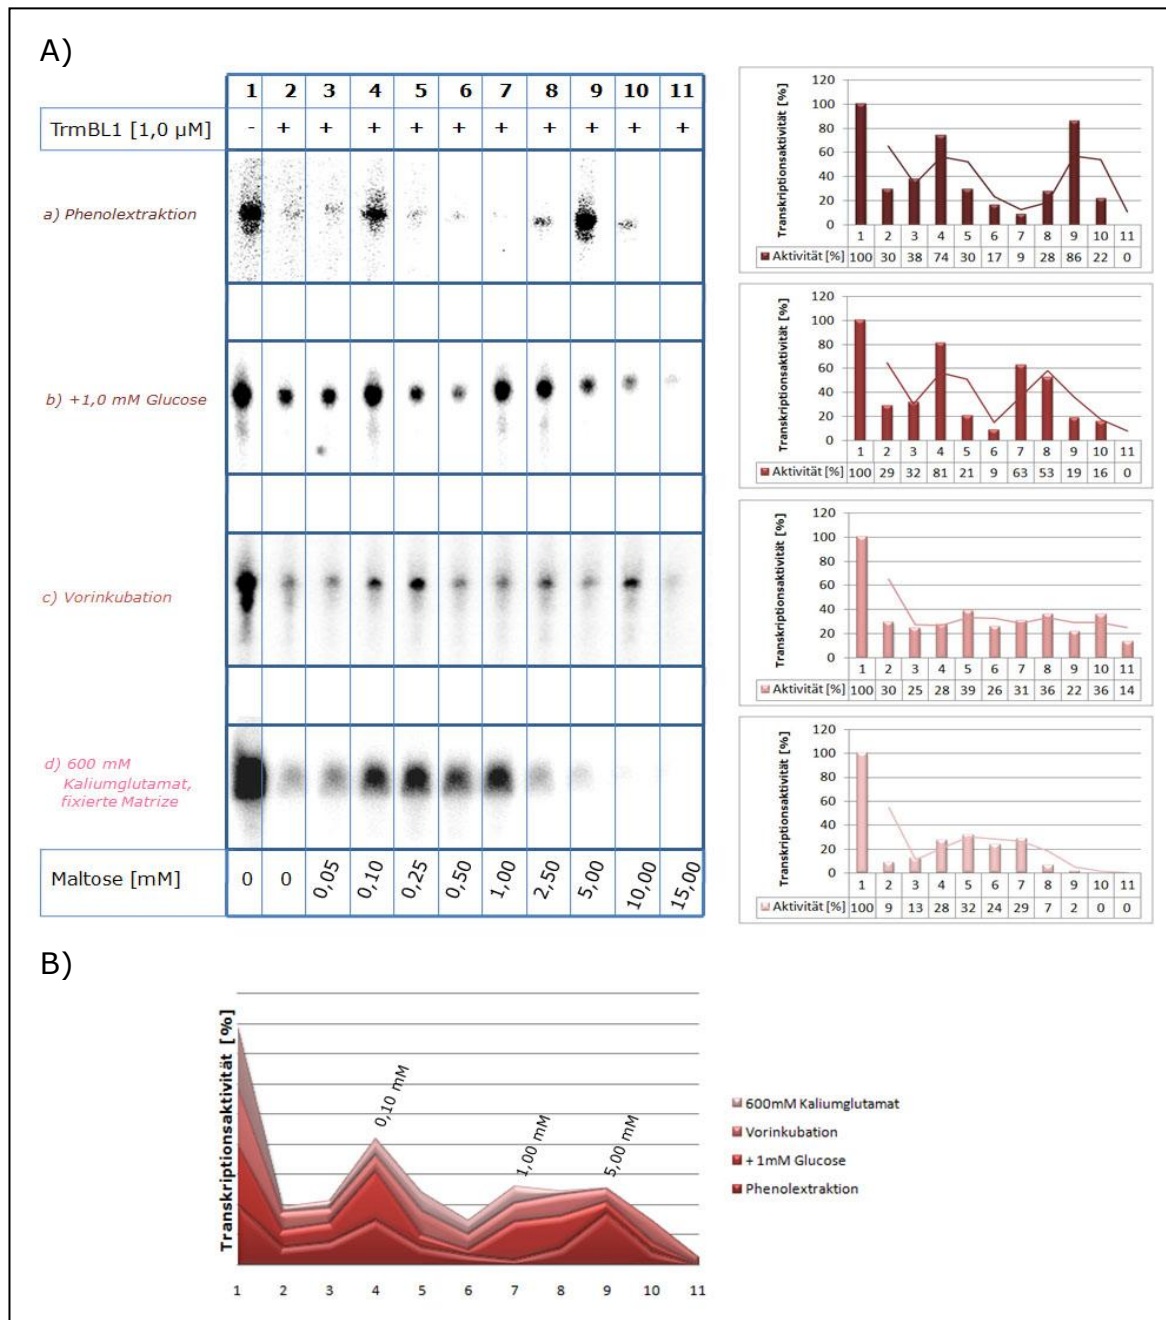 A)
1 2 3 4 5 6 7 8 9 10 11
TrmBL1 [1,0 µM] - + + + + + + + + + +
a) Phenolextraktion
b) +1,0 mM Glucose
c) Vorinkubation
d) 600 mM
Kaliumglutamat,
fixierte Matrize
Maltose [mM] 0 0 0,05 0,10 0,25 0,50 1,00 2,50 5,00 10,00 15,00
Transkriptionsaktivität [%]
120
100
80
60
40
20
0
1 2 3 4 5 6 7 8 9 10 11
Aktivität [%] 100 30 38 74 30 17 9 28 86 22 0
Transkriptionsaktivität [%]
120
100
80
60
40
20
0
1 2 3 4 5 6 7 8 9 10 11
Aktivität [%] 100 29 32 81 21 9 63 53 19 16 0
Transkriptionsaktivität [%]
120
100
80
60
40
20
0
1 2 3 4 5 6 7 8 9 10 11
Aktivität [%] 100 30 25 28 39 26 31 36 22 36 14
Transkriptionsaktivität [%]
120
100
80
60
40
20
0
1 2 3 4 5 6 7 8 9 10 11
Aktivität [%] 100 9 13 28 32 24 29 7 2 0 0
B)
Transkriptionsaktivität [%]
0,10 mM
1,00 mM
5,00 mM
1 2 3 4 5 6 7 8 9 10 11
600mM Kaliumglutamat
Vorinkubation
+ 1mM Glucose
Phenolextraktion